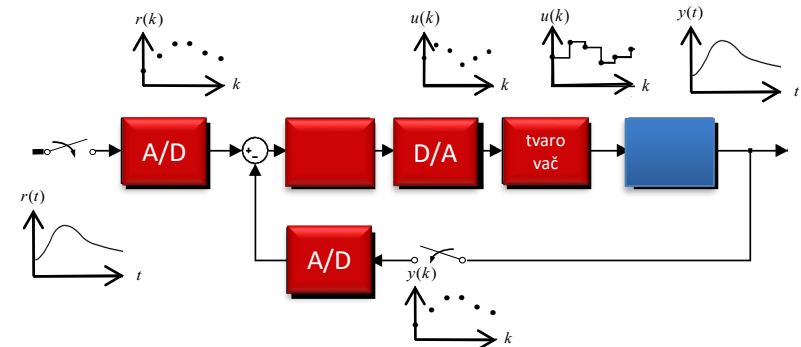 r(k)
k
u(k)
k
u(k)
k
y(t)
t
A/D
+
−
D/A
tvaro
vač
r(t)
t
A/D
y(k)
k